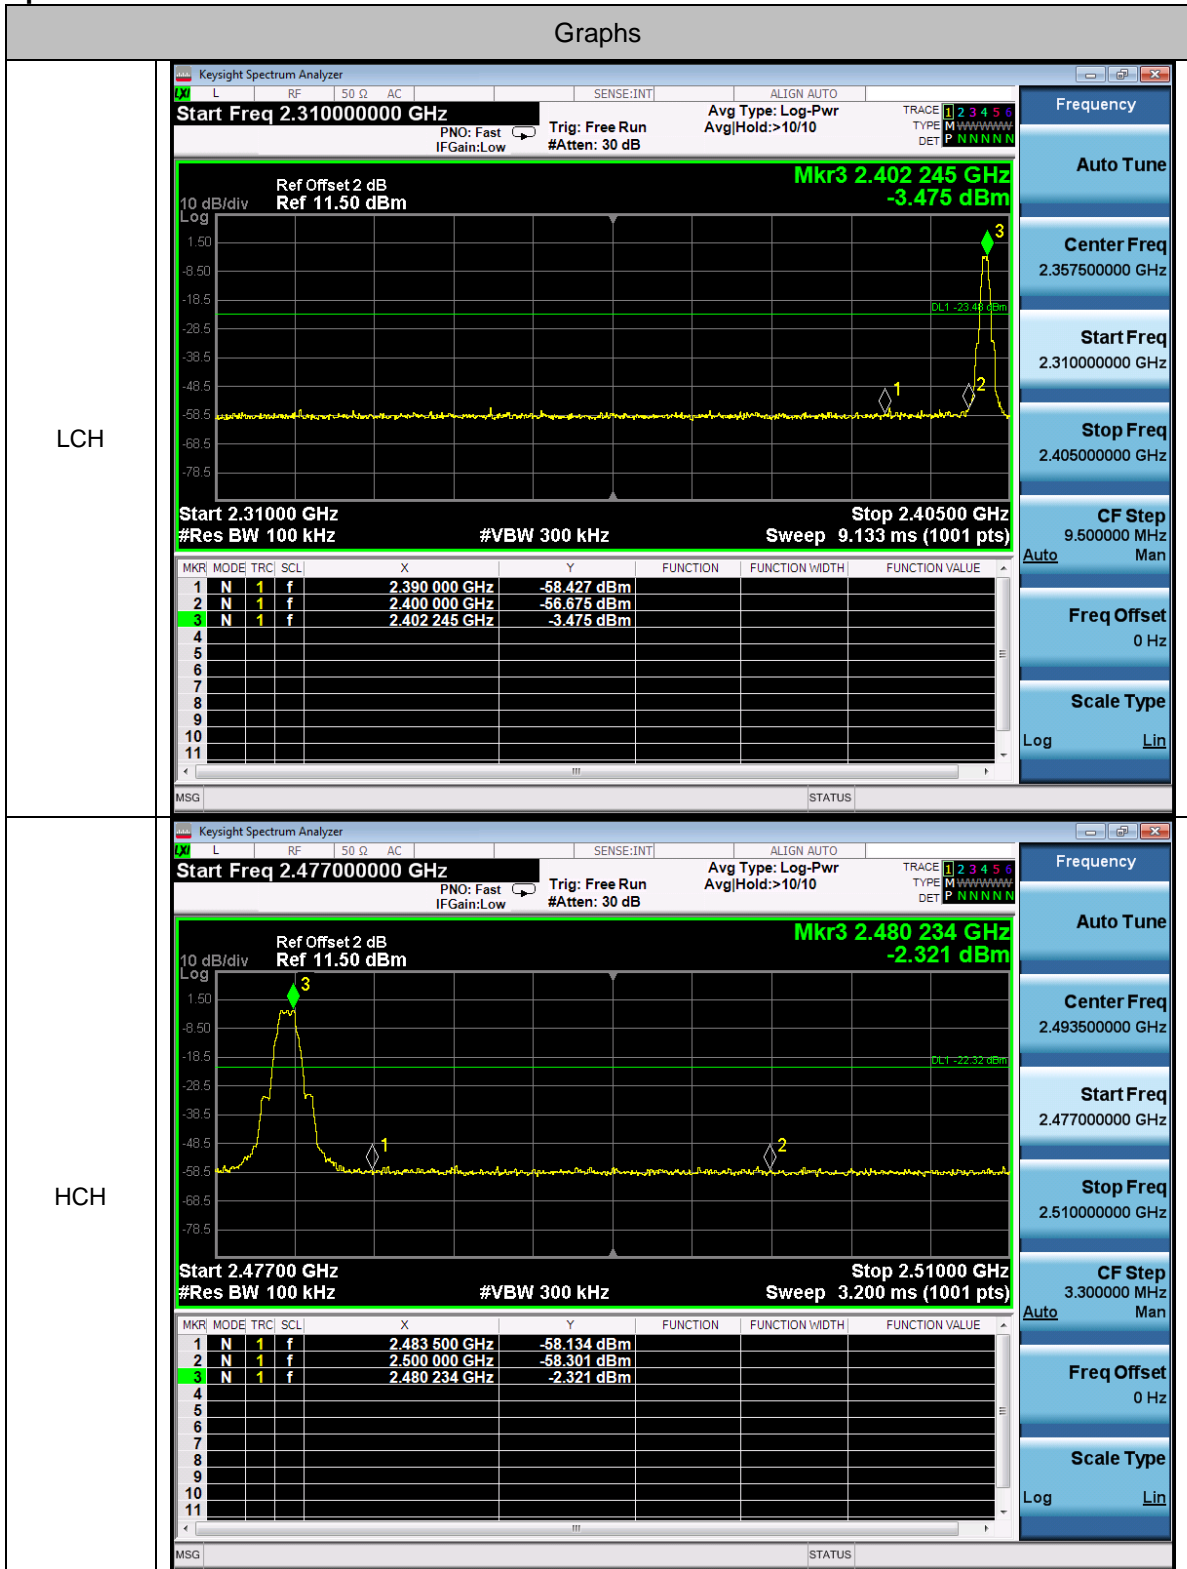 Graphs
LCH
Keysight Spectrum Analyzer
LXI L RF 50 Ω AC SENSE:INT ALIGN AUTO
Start Freq 2.310000000 GHz
PNO: Fast
IFGain:Low
Trig: Free Run
#Atten: 30 dB
Avg Type: Log-Pwr
Avg|Hold:>10/10
TRACE 1 2 3 4 5 6
TYPE M WWWWW
DET P N N N N N
Mkr3 2.402 245 GHz
-3.475 dBm
Ref Offset 2 dB
10 dB/div Ref 11.50 dBm
Log
1.50
-8.50
-18.5
-28.5
-38.5
-48.5
-58.5
-68.5
-78.5
DL1 -23.48 dBm
1
2
3
Start 2.31000 GHz Stop 2.40500 GHz
#Res BW 100 kHz #VBW 300 kHz Sweep 9.133 ms (1001 pts)
MKR MODE TRC SCL X Y FUNCTION FUNCTION WIDTH FUNCTION VALUE
1 N 1 f 2.390 000 GHz -58.427 dBm
2 N 1 f 2.400 000 GHz -56.675 dBm
3 N 1 f 2.402 245 GHz -3.475 dBm
4
5
6
7
8
9
10
11
MSG STATUS
Frequency
Auto Tune
Center Freq
2.357500000 GHz
Start Freq
2.310000000 GHz
Stop Freq
2.405000000 GHz
CF Step
9.500000 MHz
Auto Man
Freq Offset
0 Hz
Scale Type
Log Lin
HCH
Keysight Spectrum Analyzer
LXI L RF 50 Ω AC SENSE:INT ALIGN AUTO
Start Freq 2.477000000 GHz
PNO: Fast
IFGain:Low
Trig: Free Run
#Atten: 30 dB
Avg Type: Log-Pwr
Avg|Hold:>10/10
TRACE 1 2 3 4 5 6
TYPE M WWWWW
DET P N N N N N
Mkr3 2.480 234 GHz
-2.321 dBm
Ref Offset 2 dB
10 dB/div Ref 11.50 dBm
Log
1.50
-8.50
-18.5
-28.5
-38.5
-48.5
-58.5
-68.5
-78.5
DL1 -22.32 dBm
3
1
2
Start 2.47700 GHz Stop 2.51000 GHz
#Res BW 100 kHz #VBW 300 kHz Sweep 3.200 ms (1001 pts)
MKR MODE TRC SCL X Y FUNCTION FUNCTION WIDTH FUNCTION VALUE
1 N 1 f 2.483 500 GHz -58.134 dBm
2 N 1 f 2.500 000 GHz -58.301 dBm
3 N 1 f 2.480 234 GHz -2.321 dBm
4
5
6
7
8
9
10
11
MSG STATUS
Frequency
Auto Tune
Center Freq
2.493500000 GHz
Start Freq
2.477000000 GHz
Stop Freq
2.510000000 GHz
CF Step
3.300000 MHz
Auto Man
Freq Offset
0 Hz
Scale Type
Log Lin